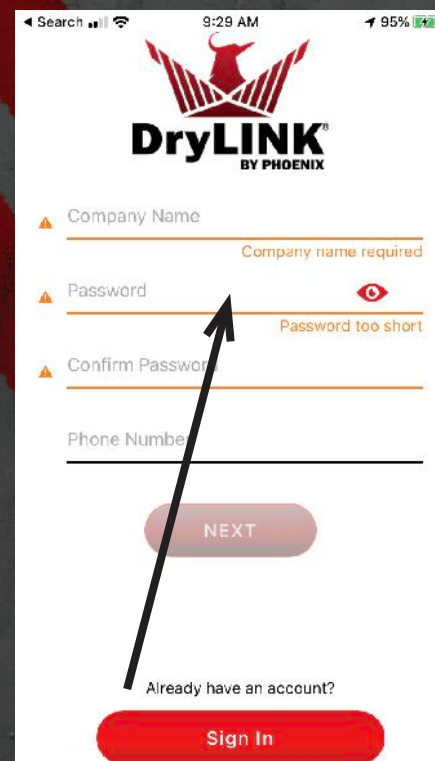 Search 9:29 AM 95%
DryLINK®
BY PHOENIX
Company Name
Company name required
Password
Password too short
Confirm Password
Phone Number
NEXT
Already have an account?
Sign In